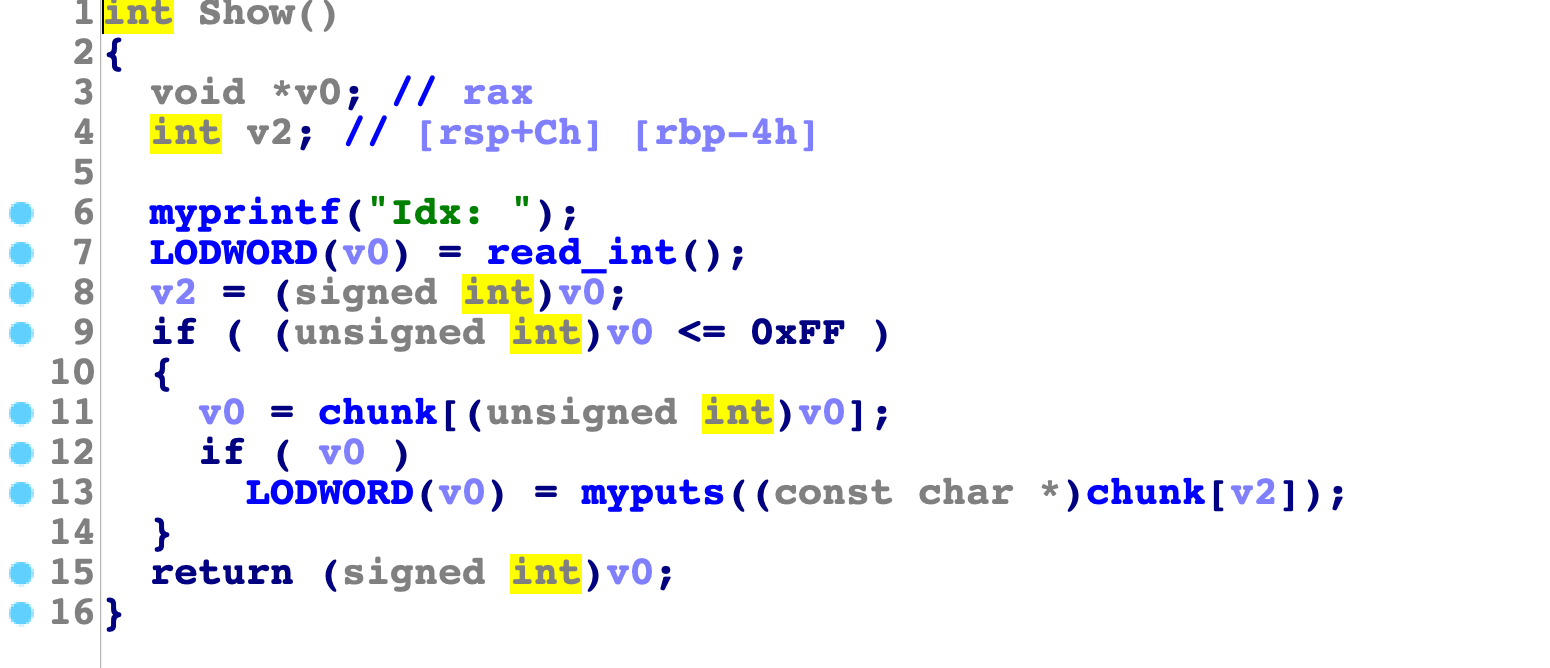 1 int Show()
2 {
3   void *v0; // rax
4   int v2; // [rsp+Ch] [rbp-4h]
5
6   myprintf("Idx: ");
7   LODWORD(v0) = read_int();
8   v2 = (signed int)v0;
9   if ( (unsigned int)v0 <= 0xFF )
10   {
11     v0 = chunk[(unsigned int)v0];
12     if ( v0 )
13       LODWORD(v0) = myputs((const char *)chunk[v2]);
14   }
15   return (signed int)v0;
16 }